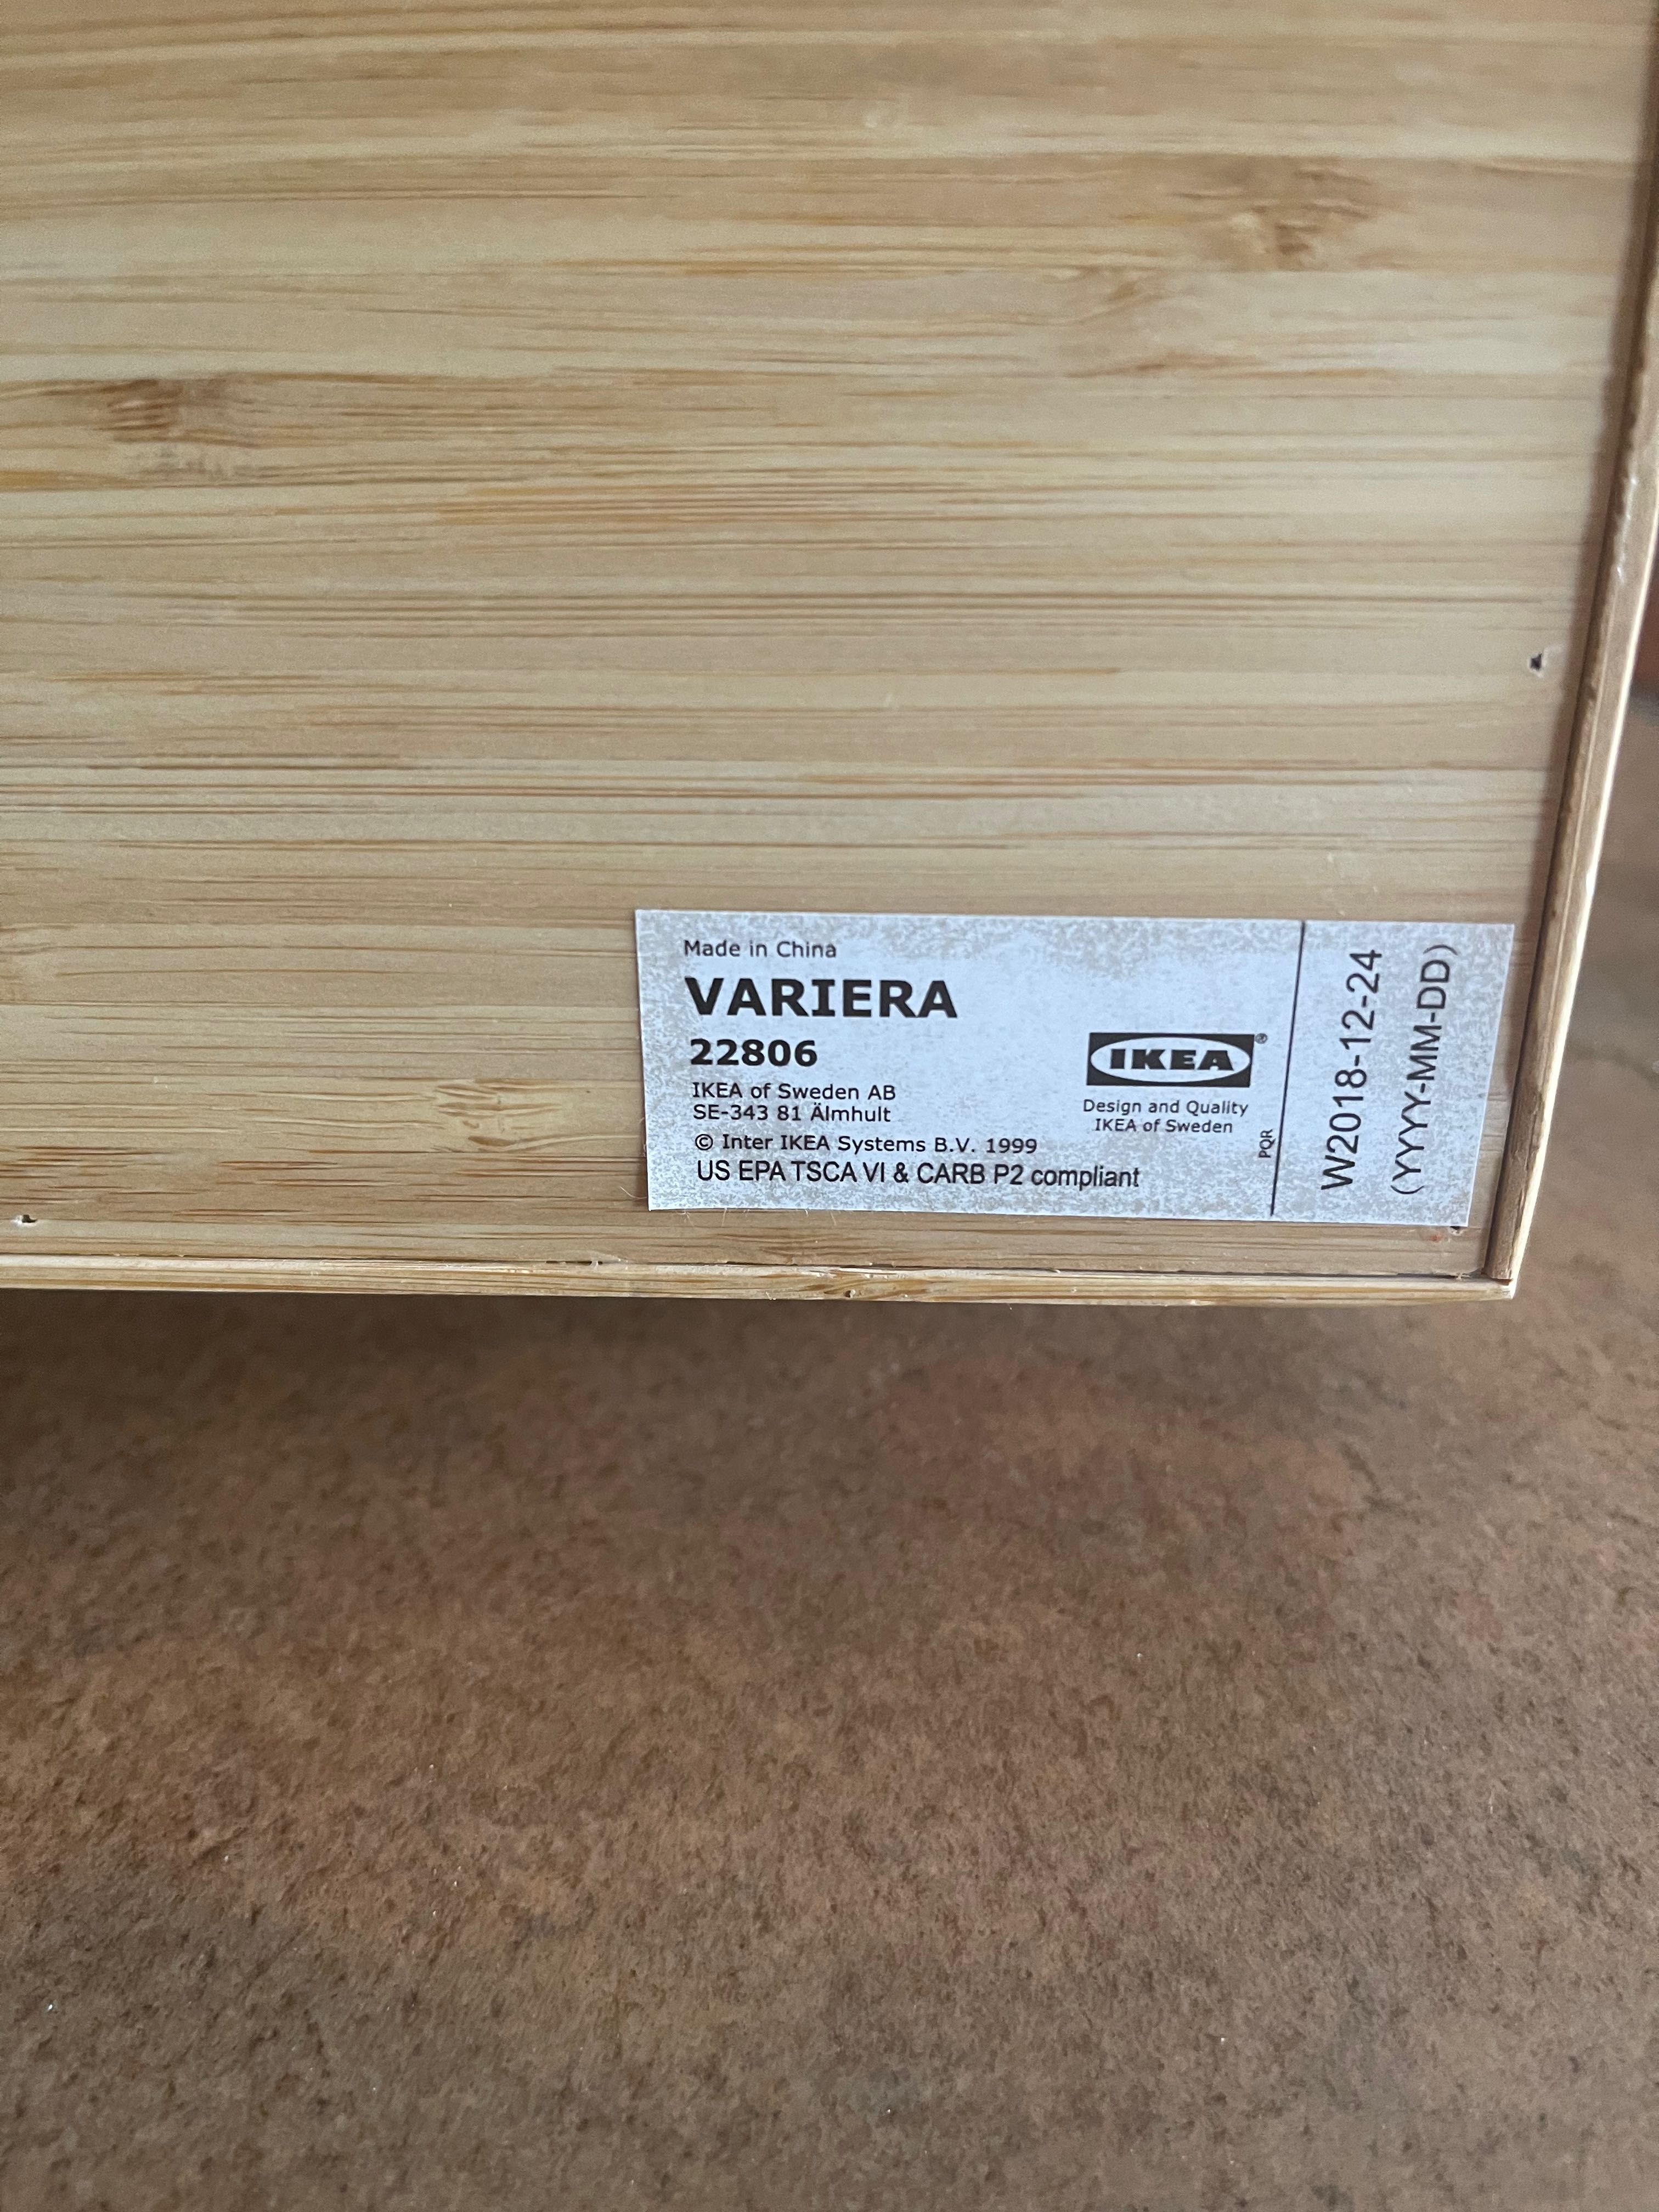 Made in China
VARIERA
22806
IKEA of Sweden AB
SE-343 81 Älmhult
© Inter IKEA Systems B.V. 1999
US EPA TSCA VI & CARB P2 compliant
IKEA®
Design and Quality
IKEA of Sweden
PQR
W2018-12-24
(YYYY-MM-DD)